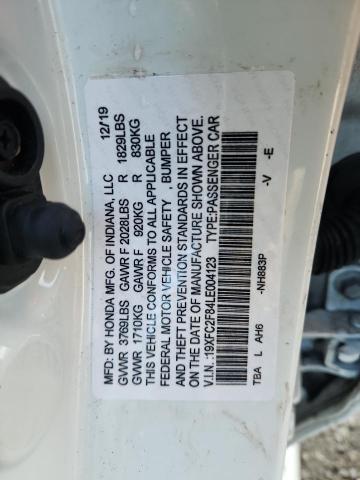 MFD. BY HONDA MFG. OF INDIANA, LLC 12/19
GVWR 3769LBS GAWR F 2028LBS R 1829LBS
GVWR 1710KG GAWR F 920KG R 830KG
THIS VEHICLE CONFORMS TO ALL APPLICABLE
FEDERAL MOTOR VEHICLE SAFETY , BUMPER
AND THEFT PREVENTION STANDARDS IN EFFECT
ON THE DATE OF MANUFACTURE SHOWN ABOVE.
V.I.N. :19XFC2F84LE004123 TYPE:PASSENGER CAR
TBA L AH6 -NH883P -V -E